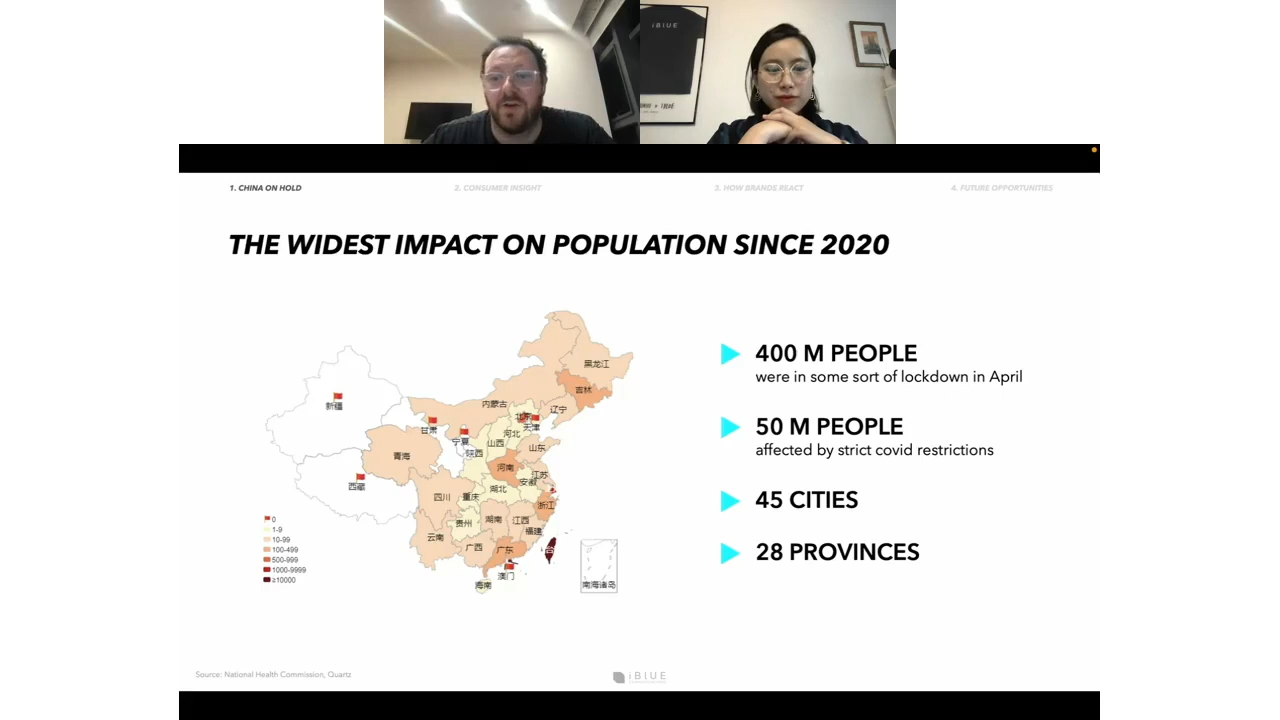 iBlUE
1. CHINA ON HOLD
2. CONSUMER INSIGHT
3. HOW BRANDS REACT
4. FUTURE OPPORTUNITIES
THE WIDEST IMPACT ON POPULATION SINCE 2020
400 M PEOPLE
were in some sort of lockdown in April
50 M PEOPLE
affected by strict covid restrictions
45 CITIES
28 PROVINCES
黑龙江
吉林
内蒙古
辽宁
新疆
甘肃
北京
天津
河北
宁夏
山西
山东
陕西
青海
河南
江苏
西藏
安徽
四川
重庆
湖北
浙江
贵州
湖南
江西
云南
福建
广西
广东
澳门
海南
南海诸岛
0
1-9
10-99
100-499
500-999
1000-9999
≥10000
Source: National Health Commission, Quartz
iBlUE